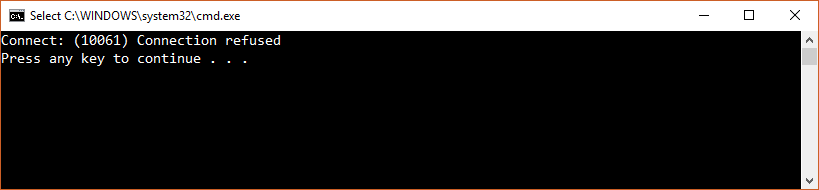 Select C:\WINDOWS\system32\cmd.exe
Connect: (10061) Connection refused
Press any key to continue . . .